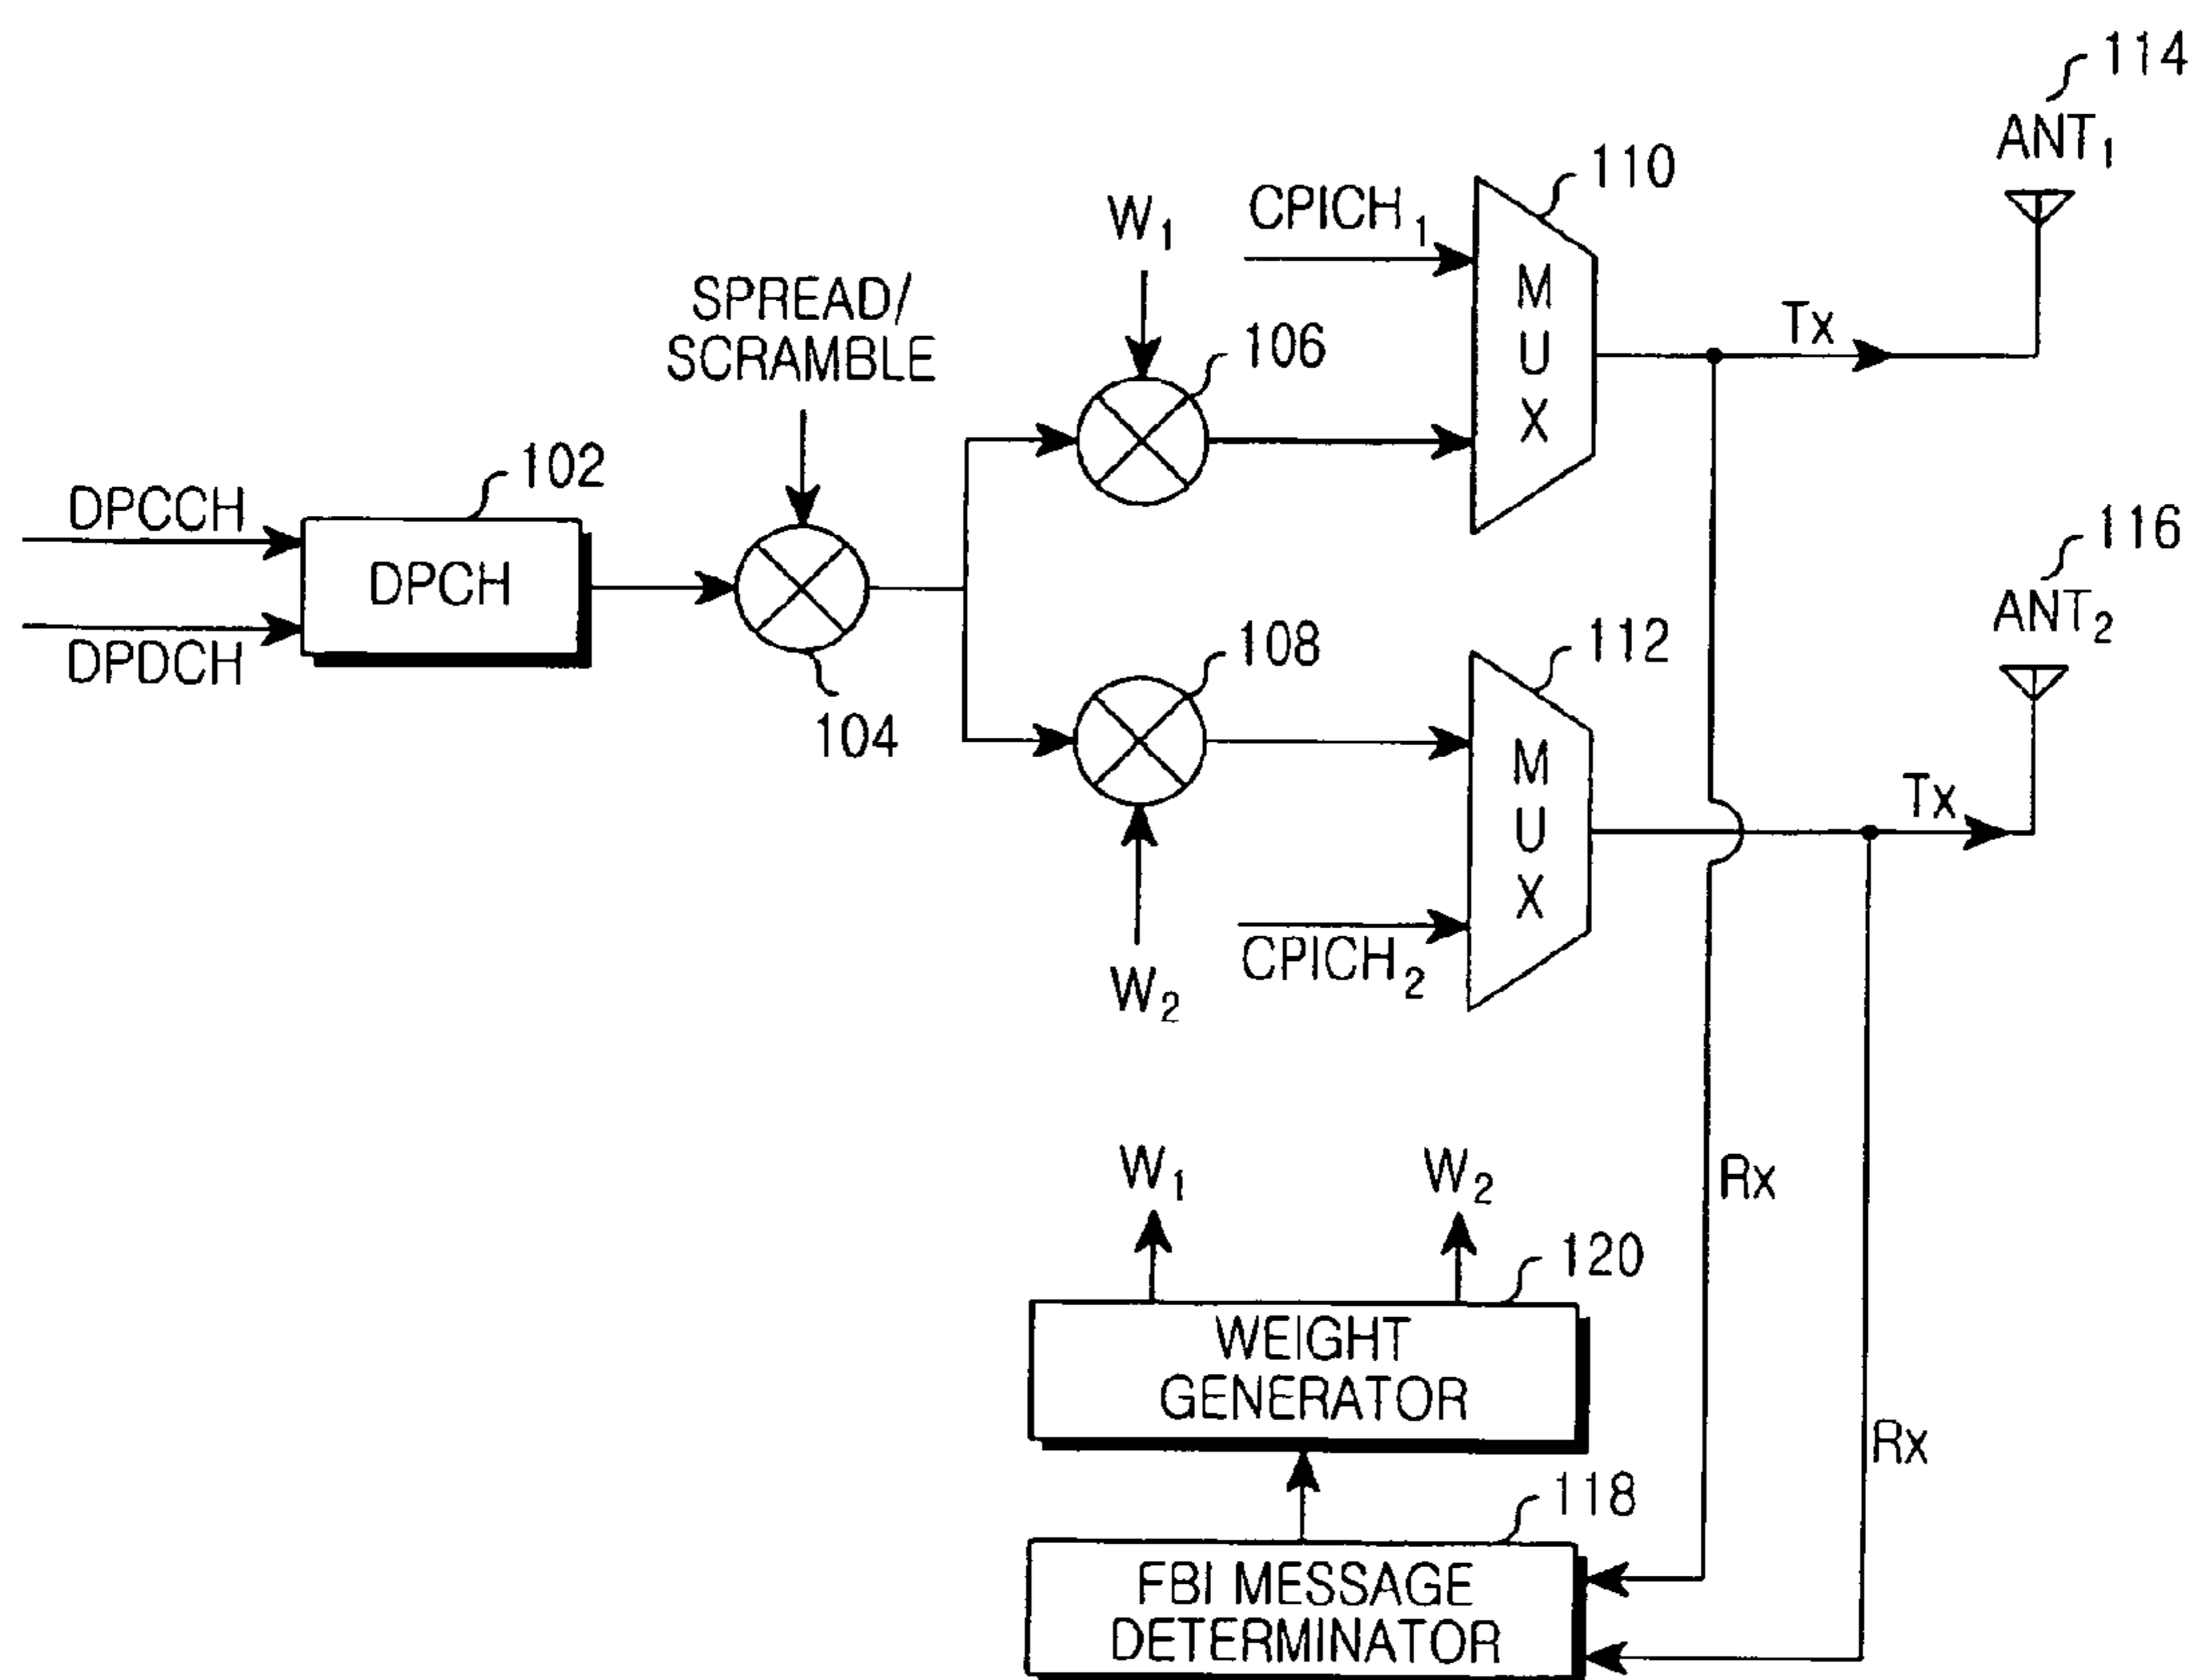 114
ANT1
110
CPICH1
W1
SPREAD/
SCRAMBLE
106
M
U
X
Tx
102
DPCCH
DPCH
DPDCH
104
108
112
116
ANT2
M
U
X
Tx
W2
CPICH2
W1
W2
Rx
120
WEIGHT
GENERATOR
Rx
118
FBI MESSAGE
DETERMINATOR